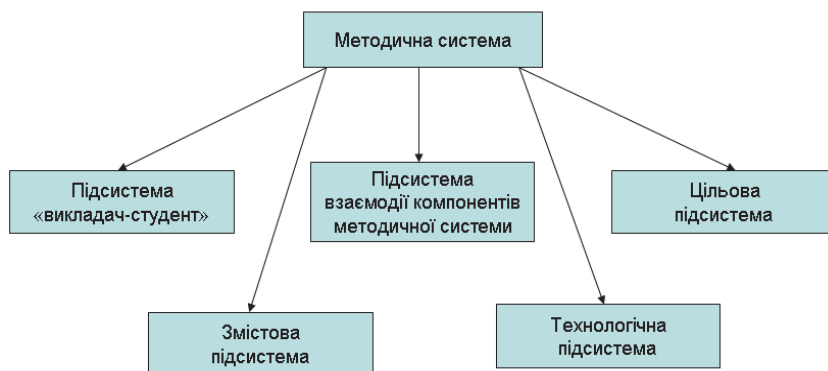 Методична система
Підсистема
«викладач-студент»
Підсистема
взаємодії компонентів
методичної системи
Цільова
підсистема
Змістова
підсистема
Технологічна
підсистема